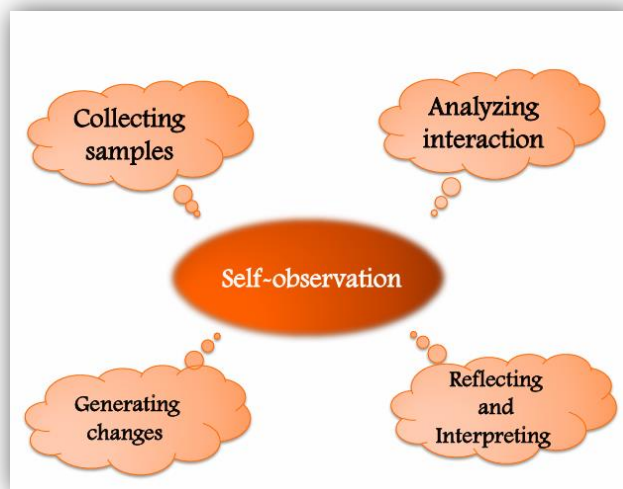 Collecting
samples
Analyzing
interaction
Self-observation
Generating
changes
Reflecting
and
Interpreting